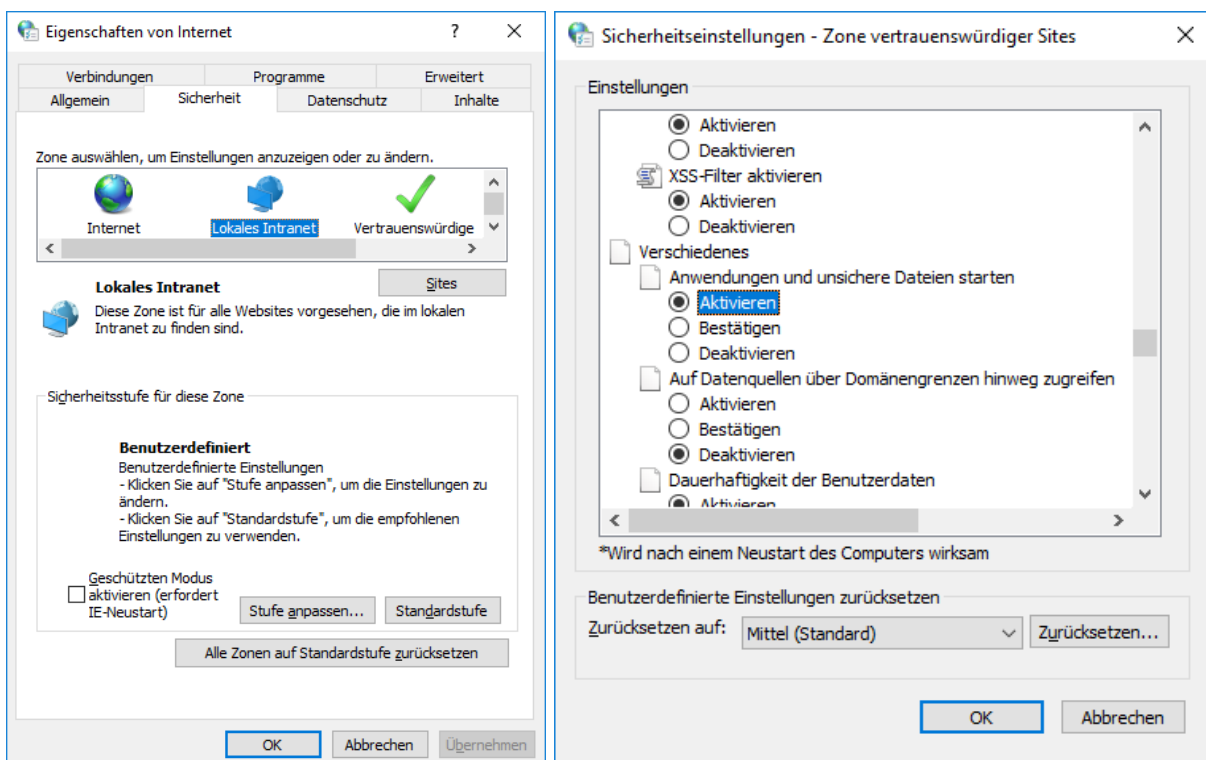 Eigenschaften von Internet
?
Verbindungen
Programme
Erweitert
Allgemein
Sicherheit
Datenschutz
Inhalte
Zone auswählen, um Einstellungen anzuzeigen oder zu ändern.
Internet
Lokales Intranet
Vertrauenswürdige
Lokales Intranet
Sites
Diese Zone ist für alle Websites vorgesehen, die im lokalen
Intranet zu finden sind.
Sicherheitsstufe für diese Zone
Benutzerdefiniert
Benutzerdefinierte Einstellungen
- Klicken Sie auf "Stufe anpassen", um die Einstellungen zu
ändern.
- Klicken Sie auf "Standardstufe", um die empfohlenen
Einstellungen zu verwenden.
Geschützten Modus
aktivieren (erfordert
IE-Neustart)
Stufe anpassen...
Standardstufe
Alle Zonen auf Standardstufe zurücksetzen
OK
Abbrechen
Übernehmen
Sicherheitseinstellungen - Zone vertrauenswürdiger Sites
Einstellungen
Aktivieren
Deaktivieren
XSS-Filter aktivieren
Aktivieren
Deaktivieren
Verschiedenes
Anwendungen und unsichere Dateien starten
Aktivieren
Bestätigen
Deaktivieren
Auf Datenquellen über Domänengrenzen hinweg zugreifen
Aktivieren
Bestätigen
Deaktivieren
Dauerhaftigkeit der Benutzerdaten
Aktivieren
*Wird nach einem Neustart des Computers wirksam
Benutzerdefinierte Einstellungen zurücksetzen
Zurücksetzen auf:
Mittel (Standard)
Zurücksetzen...
OK
Abbrechen